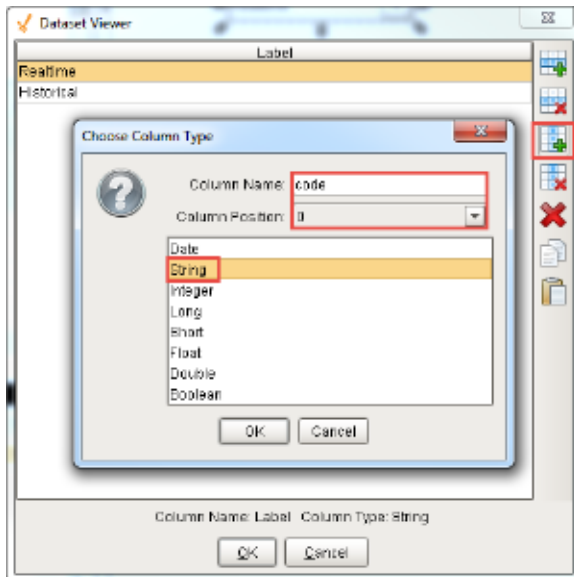 Dataset Viewer
Label
Realtime
Historical
Choose Column Type
Column Name: code
Column Position: 0
Date
String
Integer
Long
Short
Float
Double
Boolean
OK Cancel
Column Name: Label Column Type: String
OK Cancel